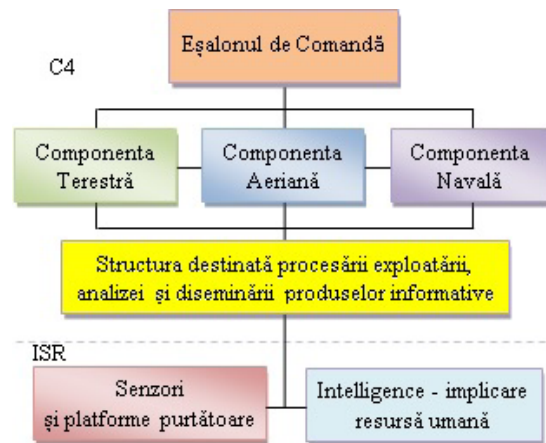 Eșalonul de Comandă
C4
Componenta
Terestră
Componenta
Aeriană
Componenta
Navală
Structura destinată procesării exploatării,
analizei și diseminării produselor informative
ISR
Senzori
și platforme purtătoare
Intelligence - implicare
resursă umană